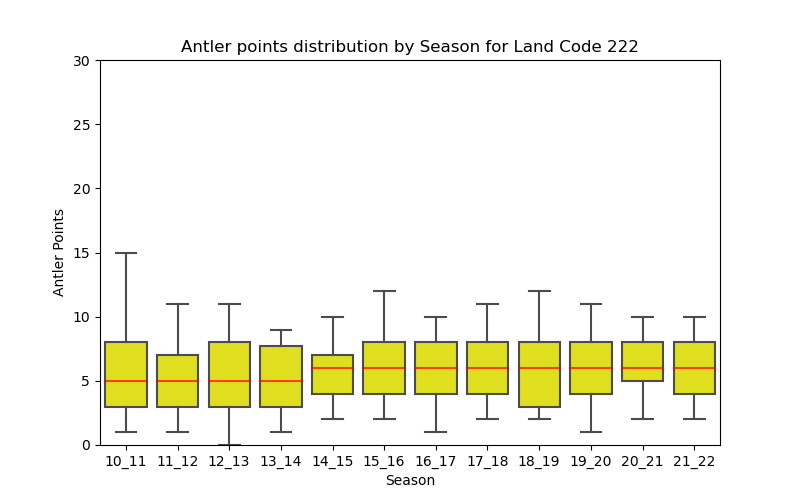 Antler points distribution by Season for Land Code 222
30
25
20
15
10
5
0
Antler Points
10_11 11_12 12_13 13_14 14_15 15_16 16_17 17_18 18_19 19_20 20_21 21_22
Season